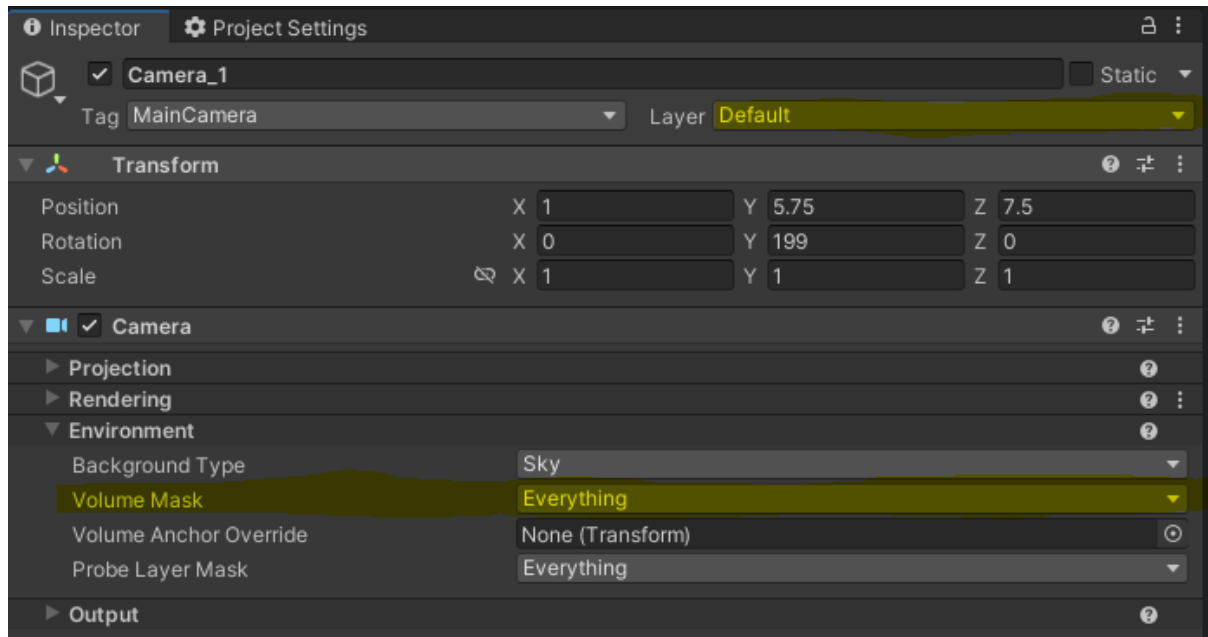 Inspector Project Settings
Camera_1 Static
Tag MainCamera Layer Default
Transform
Position X 1 Y 5.75 Z 7.5
Rotation X 0 Y 199 Z 0
Scale X 1 Y 1 Z 1
Camera
Projection
Rendering
Environment
Background Type Sky
Volume Mask Everything
Volume Anchor Override None (Transform)
Probe Layer Mask Everything
Output